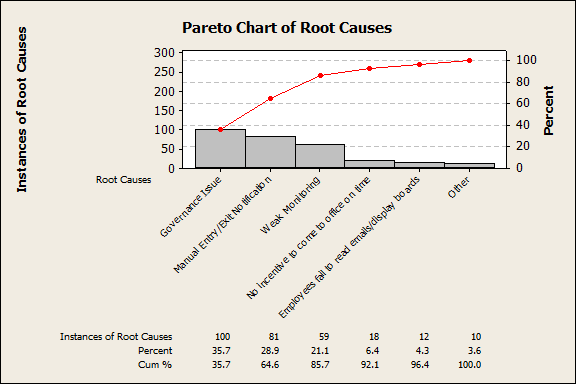 Pareto Chart of Root Causes
Instances of Root Causes
300
250
200
150
100
50
0
100
80
60
40
20
0
Percent
Root Causes
Governance Issue
Manual Entry/Exit Notification
Weak Monitoring
No Incentive to come to office on time
Employees fail to read emails/display boards
Other
Instances of Root Causes 100 81 59 18 12 10
Percent 35.7 28.9 21.1 6.4 4.3 3.6
Cum % 35.7 64.6 85.7 92.1 96.4 100.0